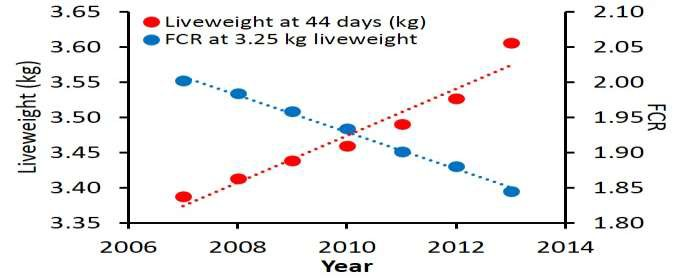 Liveweight at 44 days (kg)
FCR at 3.25 kg liveweight
Liveweight (kg)
3.65
3.60
3.55
3.50
3.45
3.40
3.35
2.10
2.05
2.00
1.95
1.90
1.85
1.80
FCR
2006 2008 2010 2012 2014
Year